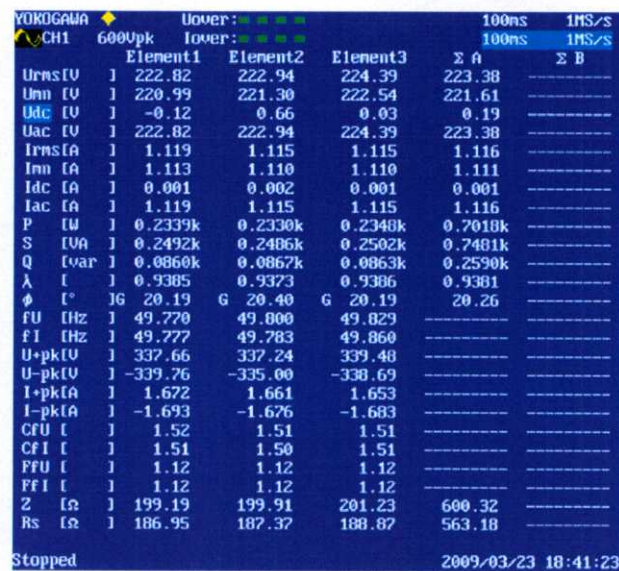 YOKOGAWA Uover: 100ms 1MS/s
CH1 600Vpk Iover: 100ms 1MS/s
Element1 Element2 Element3 Σ A Σ B
Urms[V ] 222.82 222.94 224.39 223.38 ----------
Umn [V ] 220.99 221.30 222.54 221.61 ----------
Udc [V ] -0.12 0.66 0.03 0.19 ----------
Uac [V ] 222.82 222.94 224.39 223.38 ----------
Irms[A ] 1.119 1.115 1.115 1.116 ----------
Imn [A ] 1.113 1.110 1.110 1.111 ----------
Idc [A ] 0.001 0.002 0.001 0.001 ----------
Iac [A ] 1.119 1.115 1.115 1.116 ----------
P [W ] 0.2339k 0.2330k 0.2348k 0.7018k ----------
S [VA ] 0.2492k 0.2486k 0.2502k 0.7481k ----------
Q [var ] 0.0860k 0.0867k 0.0863k 0.2590k ----------
λ [ ] 0.9385 0.9373 0.9386 0.9381 ----------
ϕ [° ]G 20.19 G 20.40 G 20.19 20.26 ----------
fU [Hz ] 49.770 49.800 49.829 ---------- ----------
fI [Hz ] 49.777 49.783 49.860 ---------- ----------
U+pk[V ] 337.66 337.24 339.48 ---------- ----------
U-pk[V ] -339.76 -335.00 -338.69 ---------- ----------
I+pk[A ] 1.672 1.661 1.653 ---------- ----------
I-pk[A ] -1.693 -1.676 -1.683 ---------- ----------
CfU [ ] 1.52 1.51 1.51 ---------- ----------
CfI [ ] 1.51 1.50 1.51 ---------- ----------
FfU [ ] 1.12 1.12 1.12 ---------- ----------
FfI [ ] 1.12 1.12 1.12 ---------- ----------
Z [Ω ] 199.19 199.91 201.23 600.32 ----------
Rs [Ω ] 186.95 187.37 188.87 563.18 ----------
Stopped 2009/03/23 18:41:23